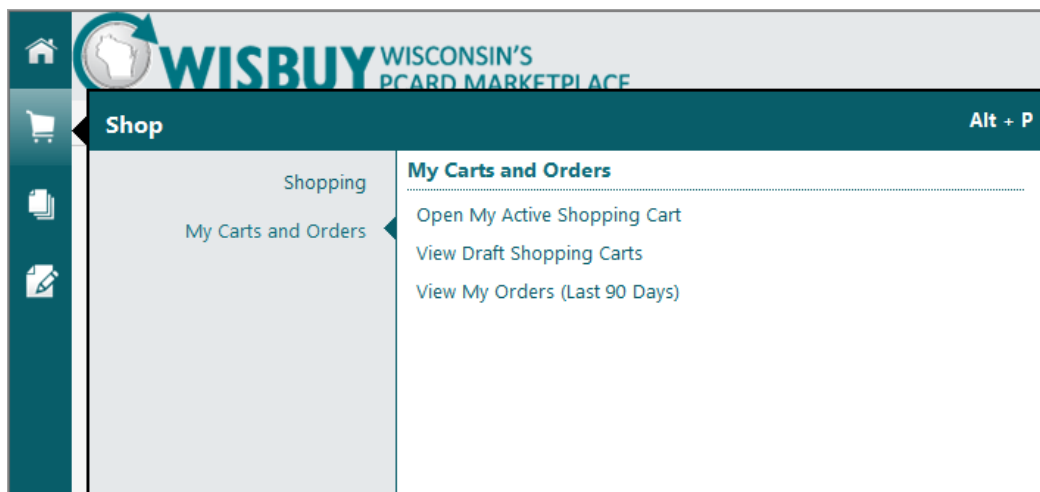 WISBUY WISCONSIN'S
PCARD MARKETPLACE
Shop Alt + P
Shopping
My Carts and Orders
My Carts and Orders
Open My Active Shopping Cart
View Draft Shopping Carts
View My Orders (Last 90 Days)